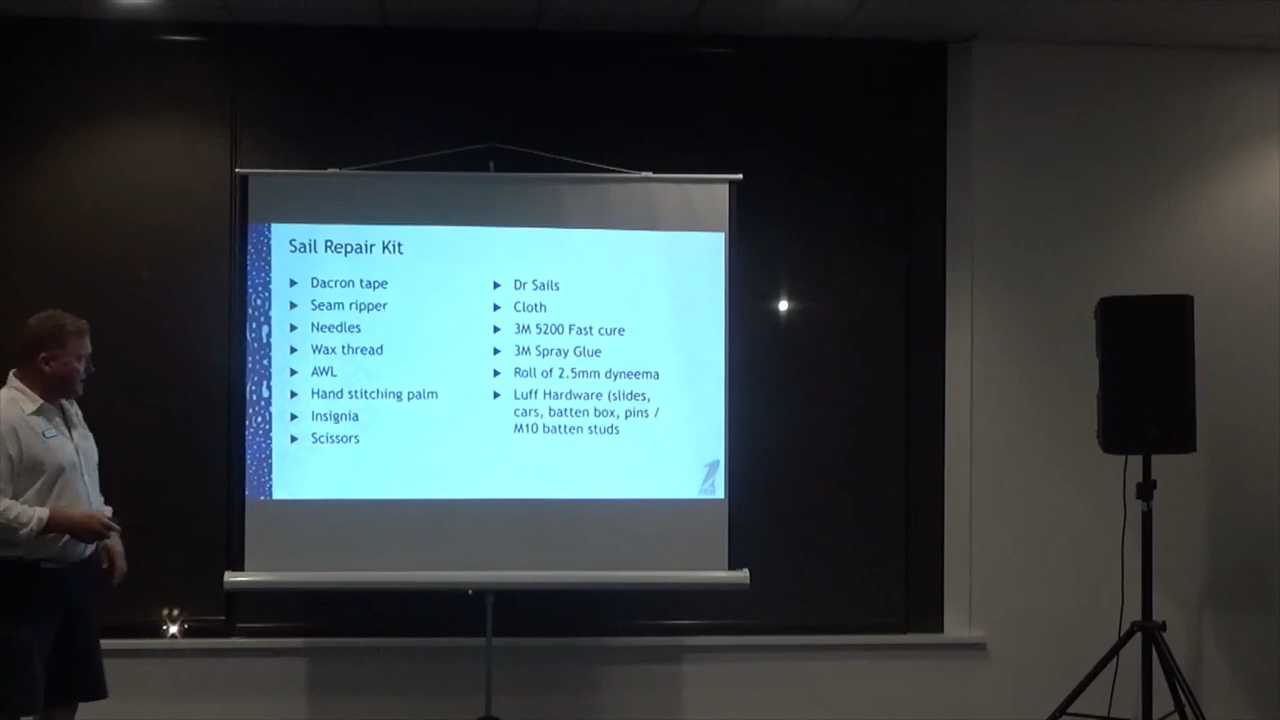 Sail Repair Kit
Dacron tape
Seam ripper
Needles
Wax thread
AWL
Hand stitching palm
Insignia
Scissors
Dr Sails
Cloth
3M 5200 Fast cure
3M Spray Glue
Roll of 2.5mm dyneema
Luff Hardware (slides,
cars, batten box, pins /
M10 batten studs